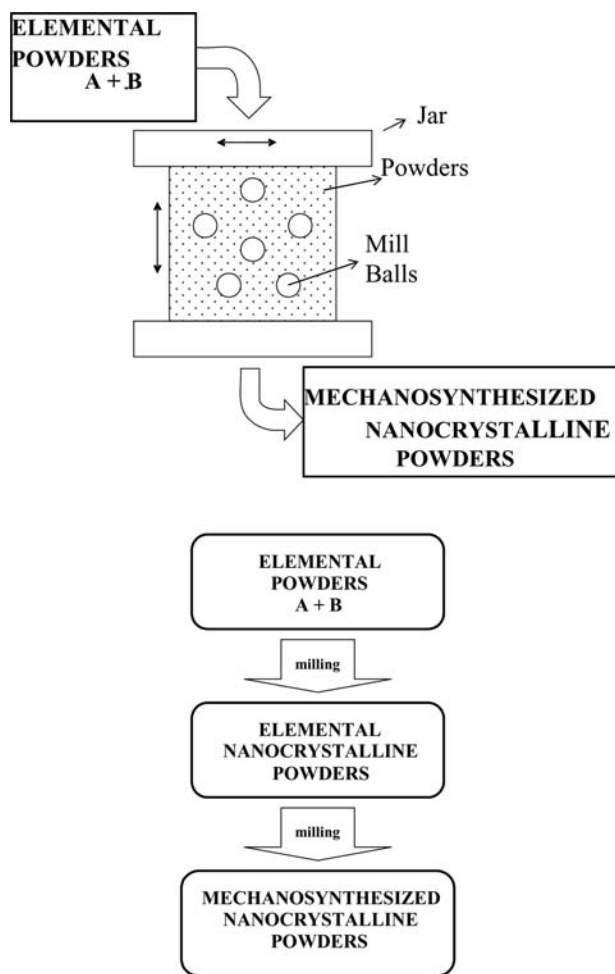 ELEMENTAL
POWDERS
A + .B
Jar
Powders
Mill
Balls
MECHANOSYNTHESIZED
NANOCRYSTALLINE
POWDERS
ELEMENTAL
POWDERS
A + B
milling
ELEMENTAL
NANOCRYSTALLINE
POWDERS
milling
MECHANOSYNTHESIZED
NANOCRYSTALLINE
POWDERS